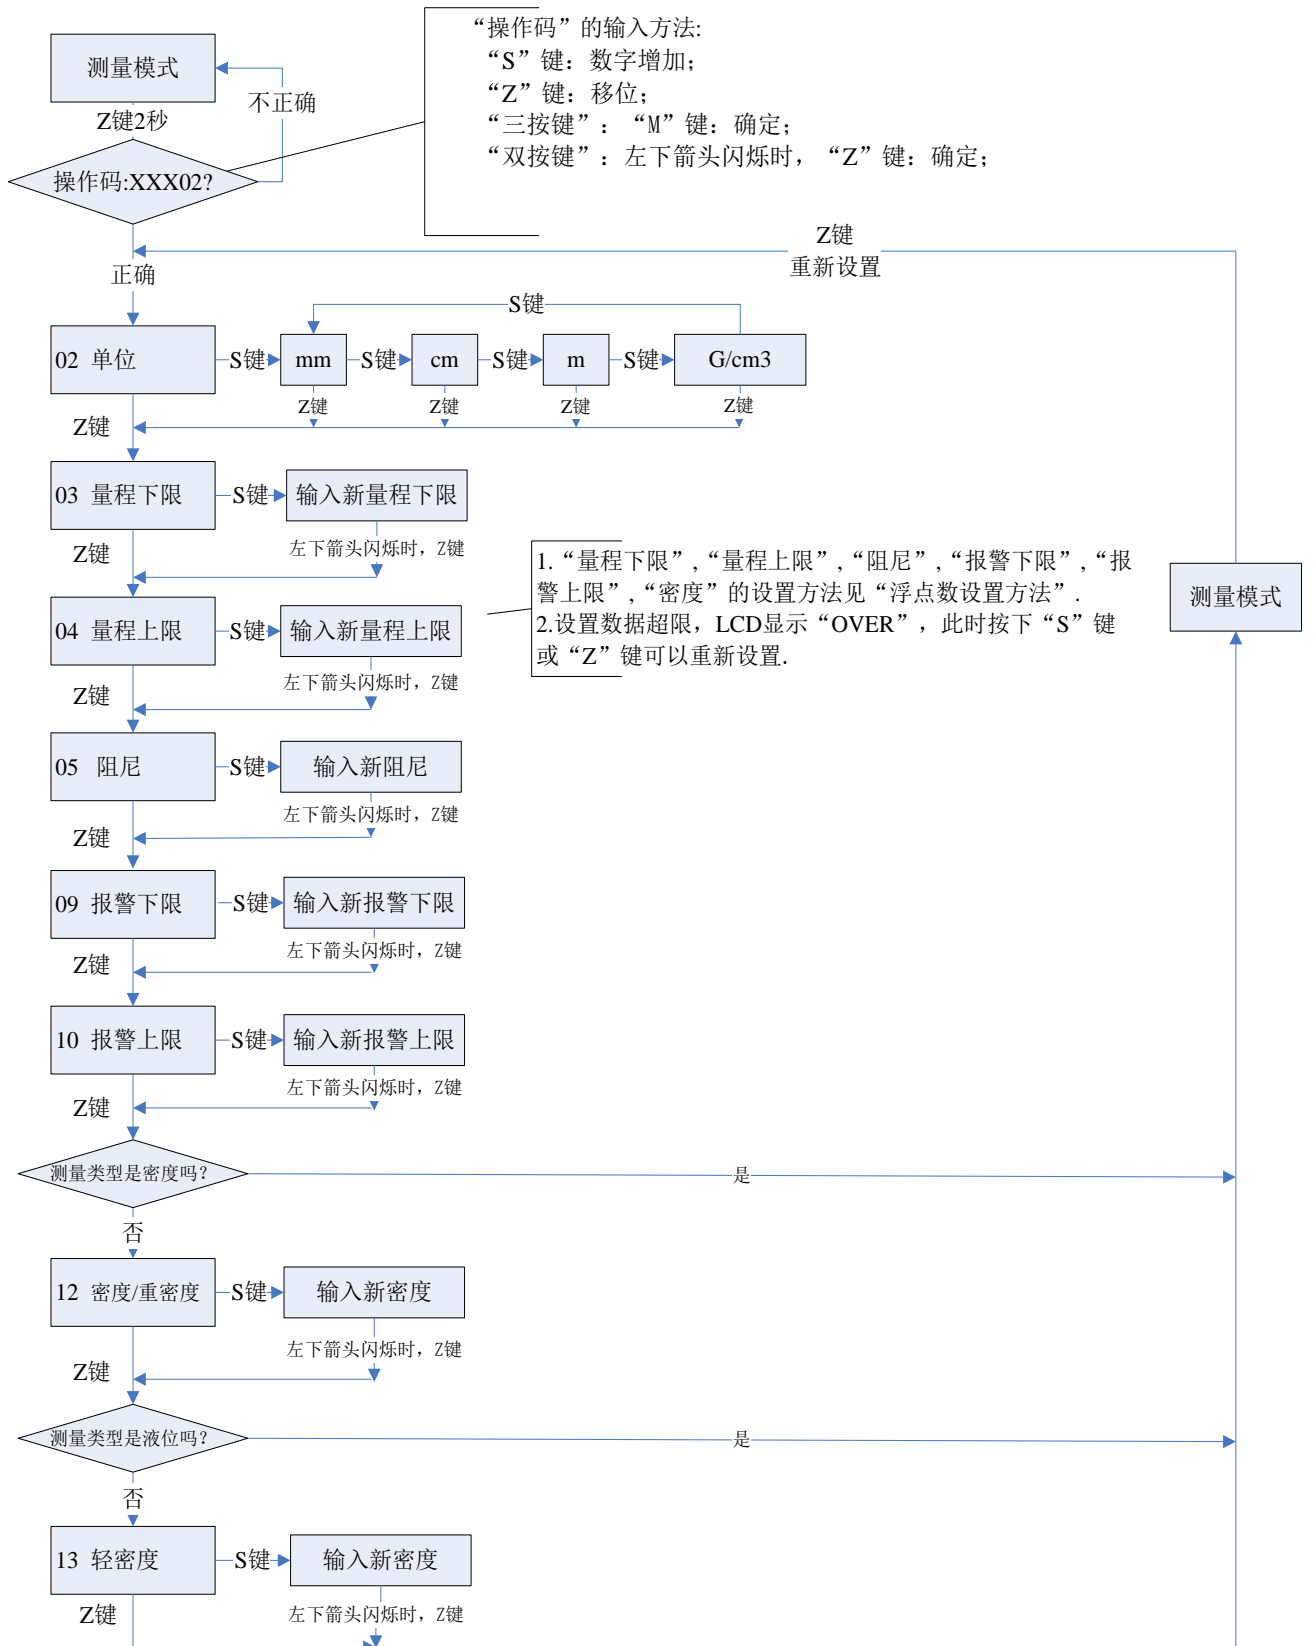 测量模式
不正确
Z键2秒
操作码:XXX02?
“操作码”的输入方法:
“S”键：数字增加；
“Z”键：移位；
“三按键”：“M”键：确定；
“双按键”：左下箭头闪烁时，“Z”键：确定；
Z键
重新设置
正确
S键
02 单位
S键
mm
S键
cm
S键
m
S键
G/cm3
Z键
Z键
Z键
Z键
Z键
03 量程下限
S键
输入新量程下限
左下箭头闪烁时，Z键
Z键
1.“量程下限”,“量程上限”,“阻尼”,“报警下限”,“报
警上限”,“密度”的设置方法见“浮点数设置方法”.
2.设置数据超限，LCD显示“OVER”，此时按下“S”键
或“Z”键可以重新设置.
测量模式
04 量程上限
S键
输入新量程上限
左下箭头闪烁时，Z键
Z键
05 阻尼
S键
输入新阻尼
左下箭头闪烁时，Z键
Z键
09 报警下限
S键
输入新报警下限
左下箭头闪烁时，Z键
Z键
10 报警上限
S键
输入新报警上限
左下箭头闪烁时，Z键
Z键
测量类型是密度吗?
是
否
12 密度/重密度
S键
输入新密度
左下箭头闪烁时，Z键
Z键
测量类型是液位吗?
是
否
13 轻密度
S键
输入新密度
左下箭头闪烁时，Z键
Z键